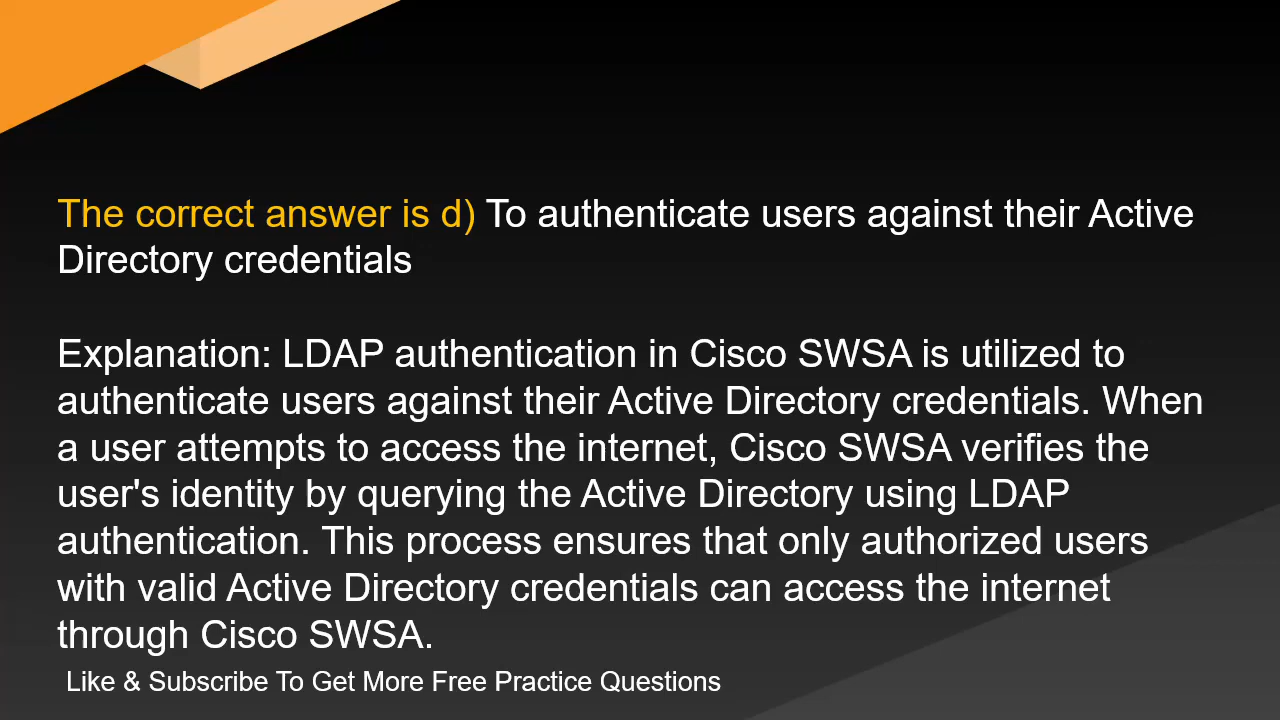 The correct answer is d) To authenticate users against their Active
Directory credentials
Explanation: LDAP authentication in Cisco SWSA is utilized to
authenticate users against their Active Directory credentials. When
a user attempts to access the internet, Cisco SWSA verifies the
user's identity by querying the Active Directory using LDAP
authentication. This process ensures that only authorized users
with valid Active Directory credentials can access the internet
through Cisco SWSA.
Like & Subscribe To Get More Free Practice Questions